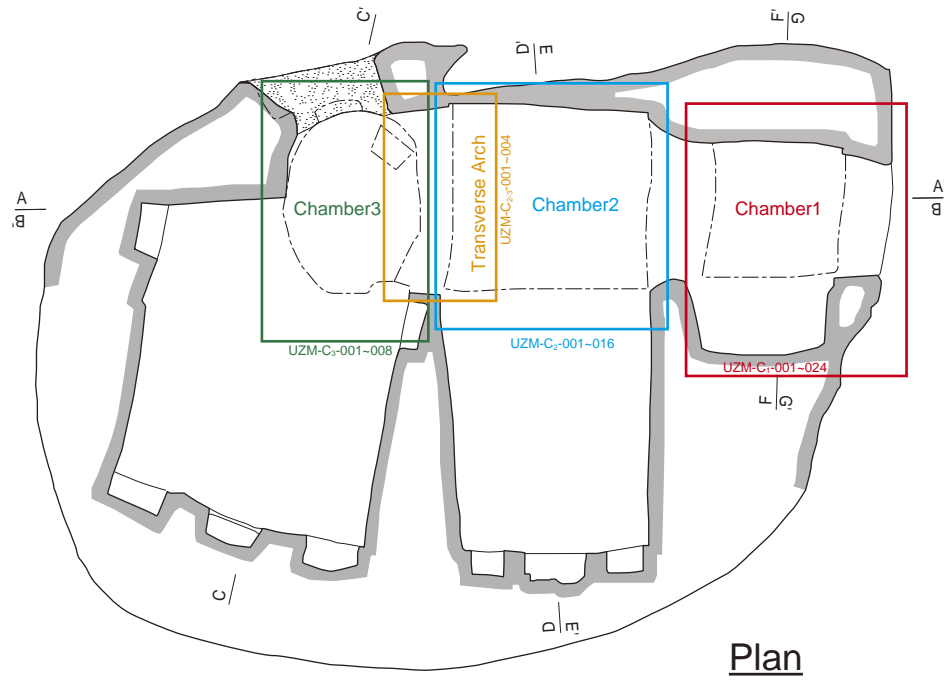 C'
D' E
F' G
A
B'
A'
B
Chamber3
Transverse Arch
UZM-C₂-₃-001~004
Chamber2
Chamber1
UZM-C₃-001~008
UZM-C₂-001~016
UZM-C₁-001~024
F G'
C
D E'
Plan